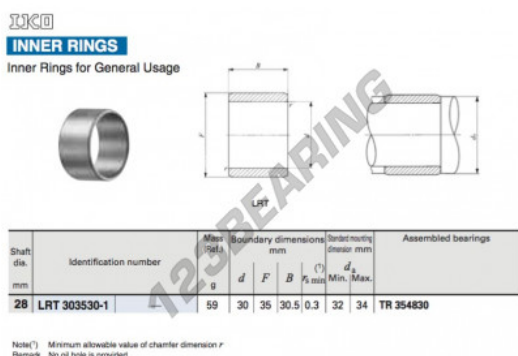 IKO
INNER RINGS
Inner Rings for General Usage
B
r
F
r
d
da
LRT
123BEARING
Shaft dia. mm
Identification number
Mass (Ref.) g
Boundary dimensions mm
d F B rs min (1)
Standard mounting dimension mm
da
Min. Max.
Assembled bearings
28 LRT 303530-1 — 59 30 35 30.5 0.3 32 34 TR 354830
Note(1) Minimum allowable value of chamfer dimension r
Remark No oil hole is provided.